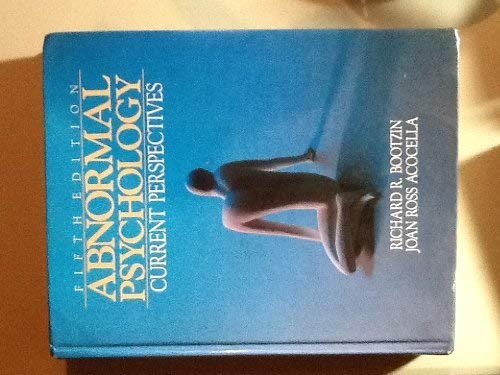 FIFTH EDITION
ABNORMAL
PSYCHOLOGY
CURRENT PERSPECTIVES
RICHARD R. BOOTZIN
JOAN ROSS ACOCELLA